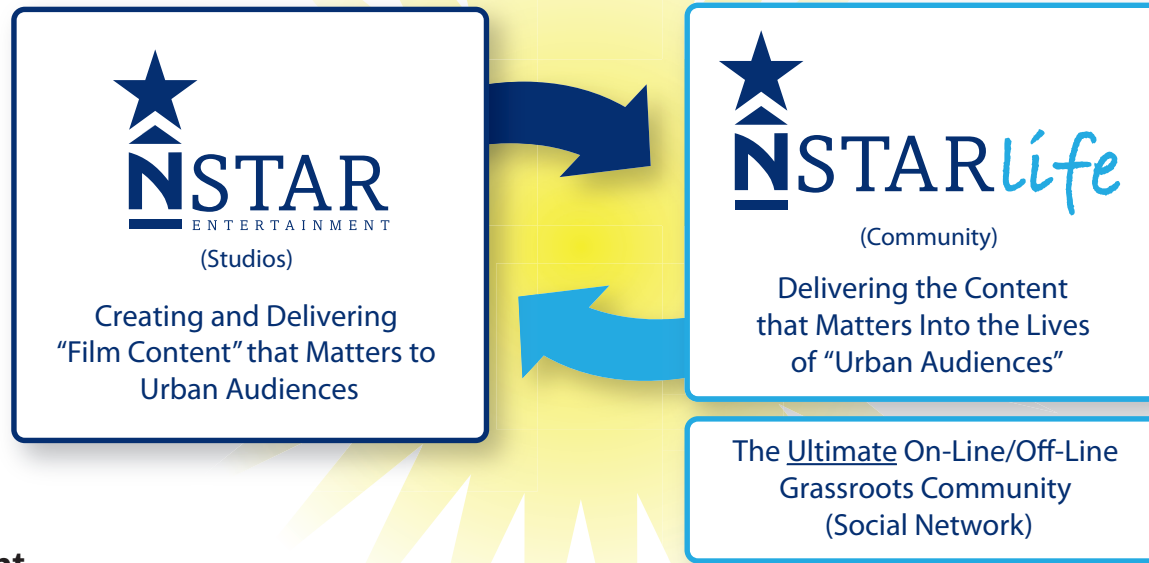 NSTAR
ENTERTAINMENT
(Studios)
Creating and Delivering
“Film Content” that Matters to
Urban Audiences
NSTARlife
(Community)
Delivering the Content
that Matters Into the Lives
of “Urban Audiences”
The Ultimate On-Line/Off-Line
Grassroots Community
(Social Network)